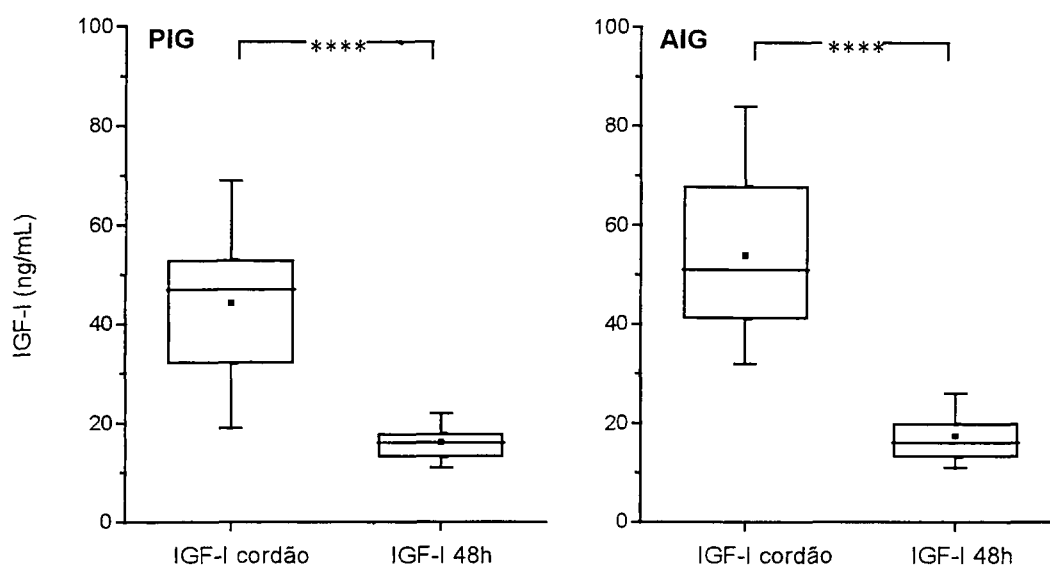 PIG
****
100
80
60
40
20
0
IGF-I (ng/mL)
IGF-I cordão
IGF-I 48h
AIG
****
100
80
60
40
20
0
IGF-I cordão
IGF-I 48h